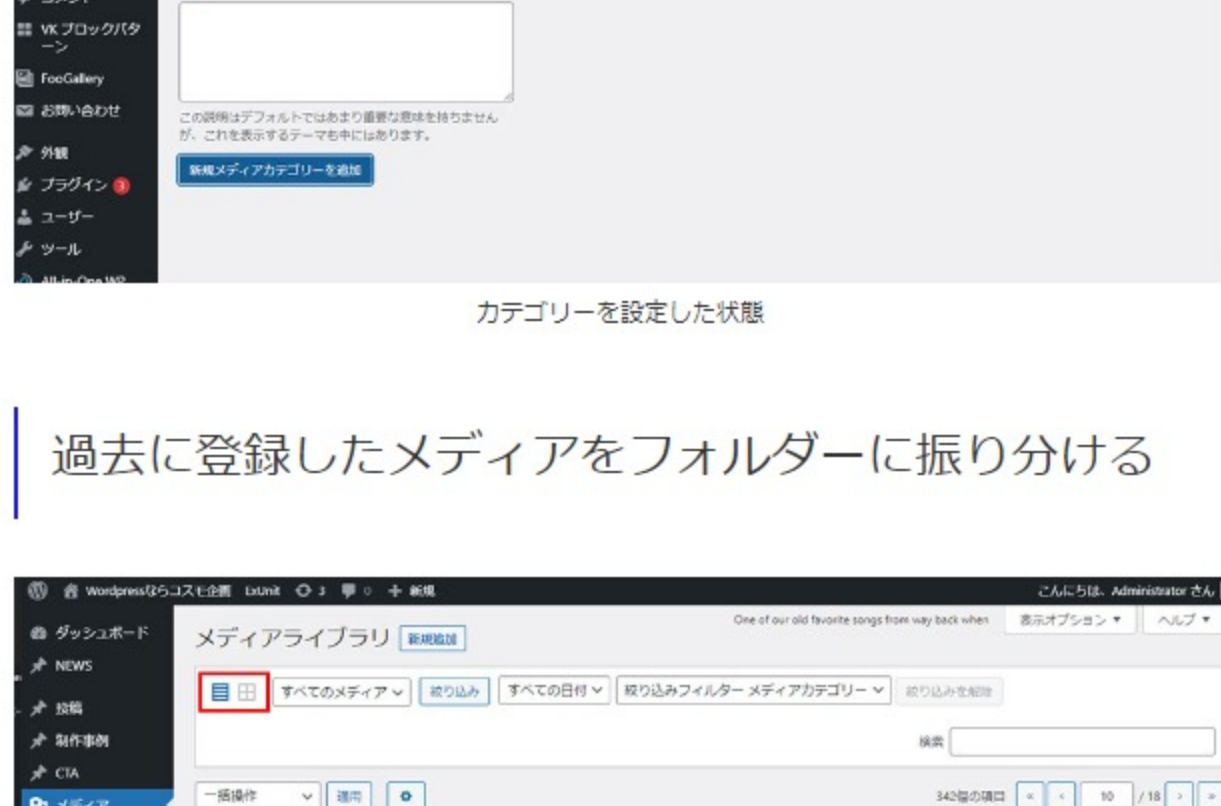 コメント
VK ブロックパタ
ーン
FooGallery
お問い合わせ
外観
プラグイン 3
ユーザー
ツール
All-in-One WP
この説明はデフォルトではあまり重要な意味を持ちません
が、これを表示するテーマも中にはあります。
新規メディアカテゴリーを追加
カテゴリーを設定した状態
過去に登録したメディアをフォルダーに振り分ける
Wordpressならコスモ企画 ExUnit 3 0 + 新規 こんにちは、Administrator さん
ダッシュボード
NEWS
投稿
制作事例
CTA
メディア
One of our old favorite songs from way back when 表示オプション ▼ ヘルプ ▼
メディアライブラリ 新規追加
すべてのメディア 絞り込み すべての日付 絞り込みフィルター メディアカテゴリー 絞り込みを解除
検索
一括操作 適用 342個の項目 « ‹ 10 / 18 › »